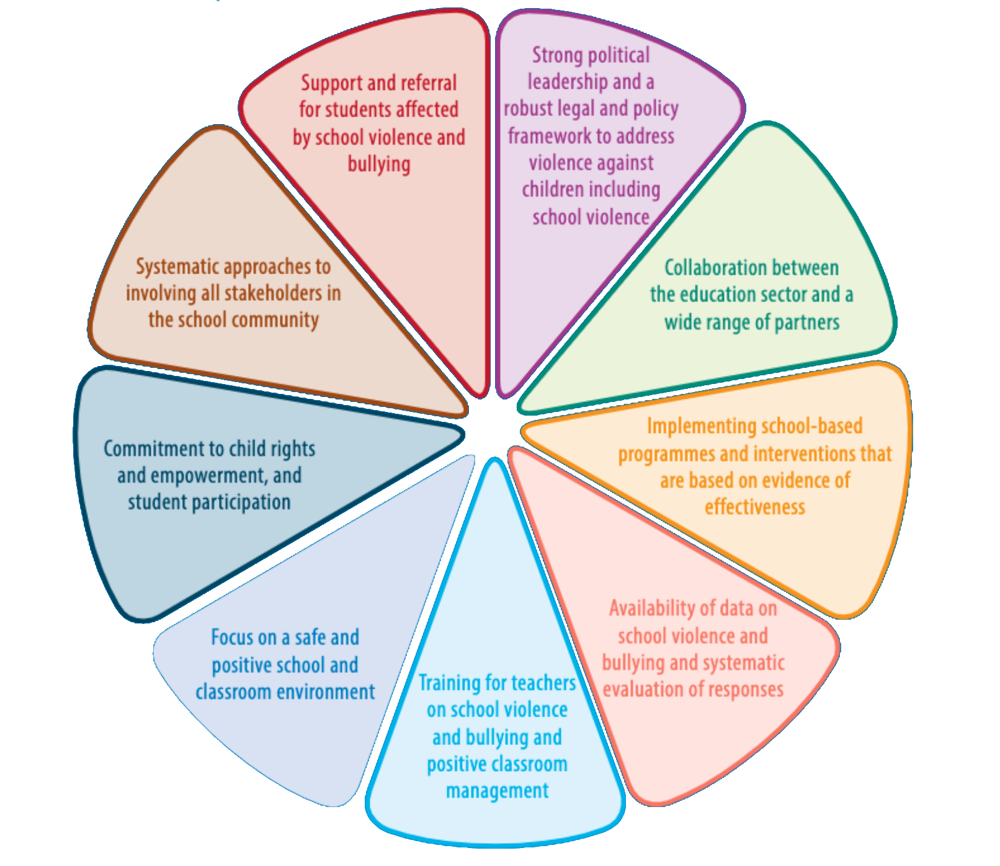 Strong political
leadership and a
robust legal and policy
framework to address
violence against
children including
school violence
Collaboration between
the education sector and a
wide range of partners
Implementing school-based
programmes and interventions that
are based on evidence of
effectiveness
Availability of data on
school violence and
bullying and systematic
evaluation of responses
Training for teachers
on school violence
and bullying and
positive classroom
management
Focus on a safe and
positive school and
classroom environment
Commitment to child rights
and empowerment, and
student participation
Systematic approaches to
involving all stakeholders in
the school community
Support and referral
for students affected
by school violence and
bullying